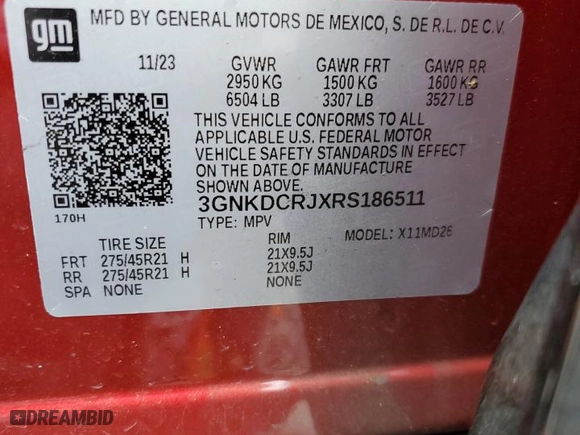 gm
MFD BY GENERAL MOTORS DE MEXICO, S. DE R.L. DE C.V.
11/23 GVWR GAWR FRT GAWR RR
2950 KG 1500 KG 1600 KG
6504 LB 3307 LB 3527 LB
THIS VEHICLE CONFORMS TO ALL
APPLICABLE U.S. FEDERAL MOTOR
VEHICLE SAFETY STANDARDS IN EFFECT
ON THE DATE OF MANUFACTURE
SHOWN ABOVE.
3GNKDCRJXRS186511
170H TYPE: MPV MODEL: X11MD26
TIRE SIZE RIM
FRT 275/45R21 H 21X9.5J
RR 275/45R21 H 21X9.5J
SPA NONE NONE
DREAMBID